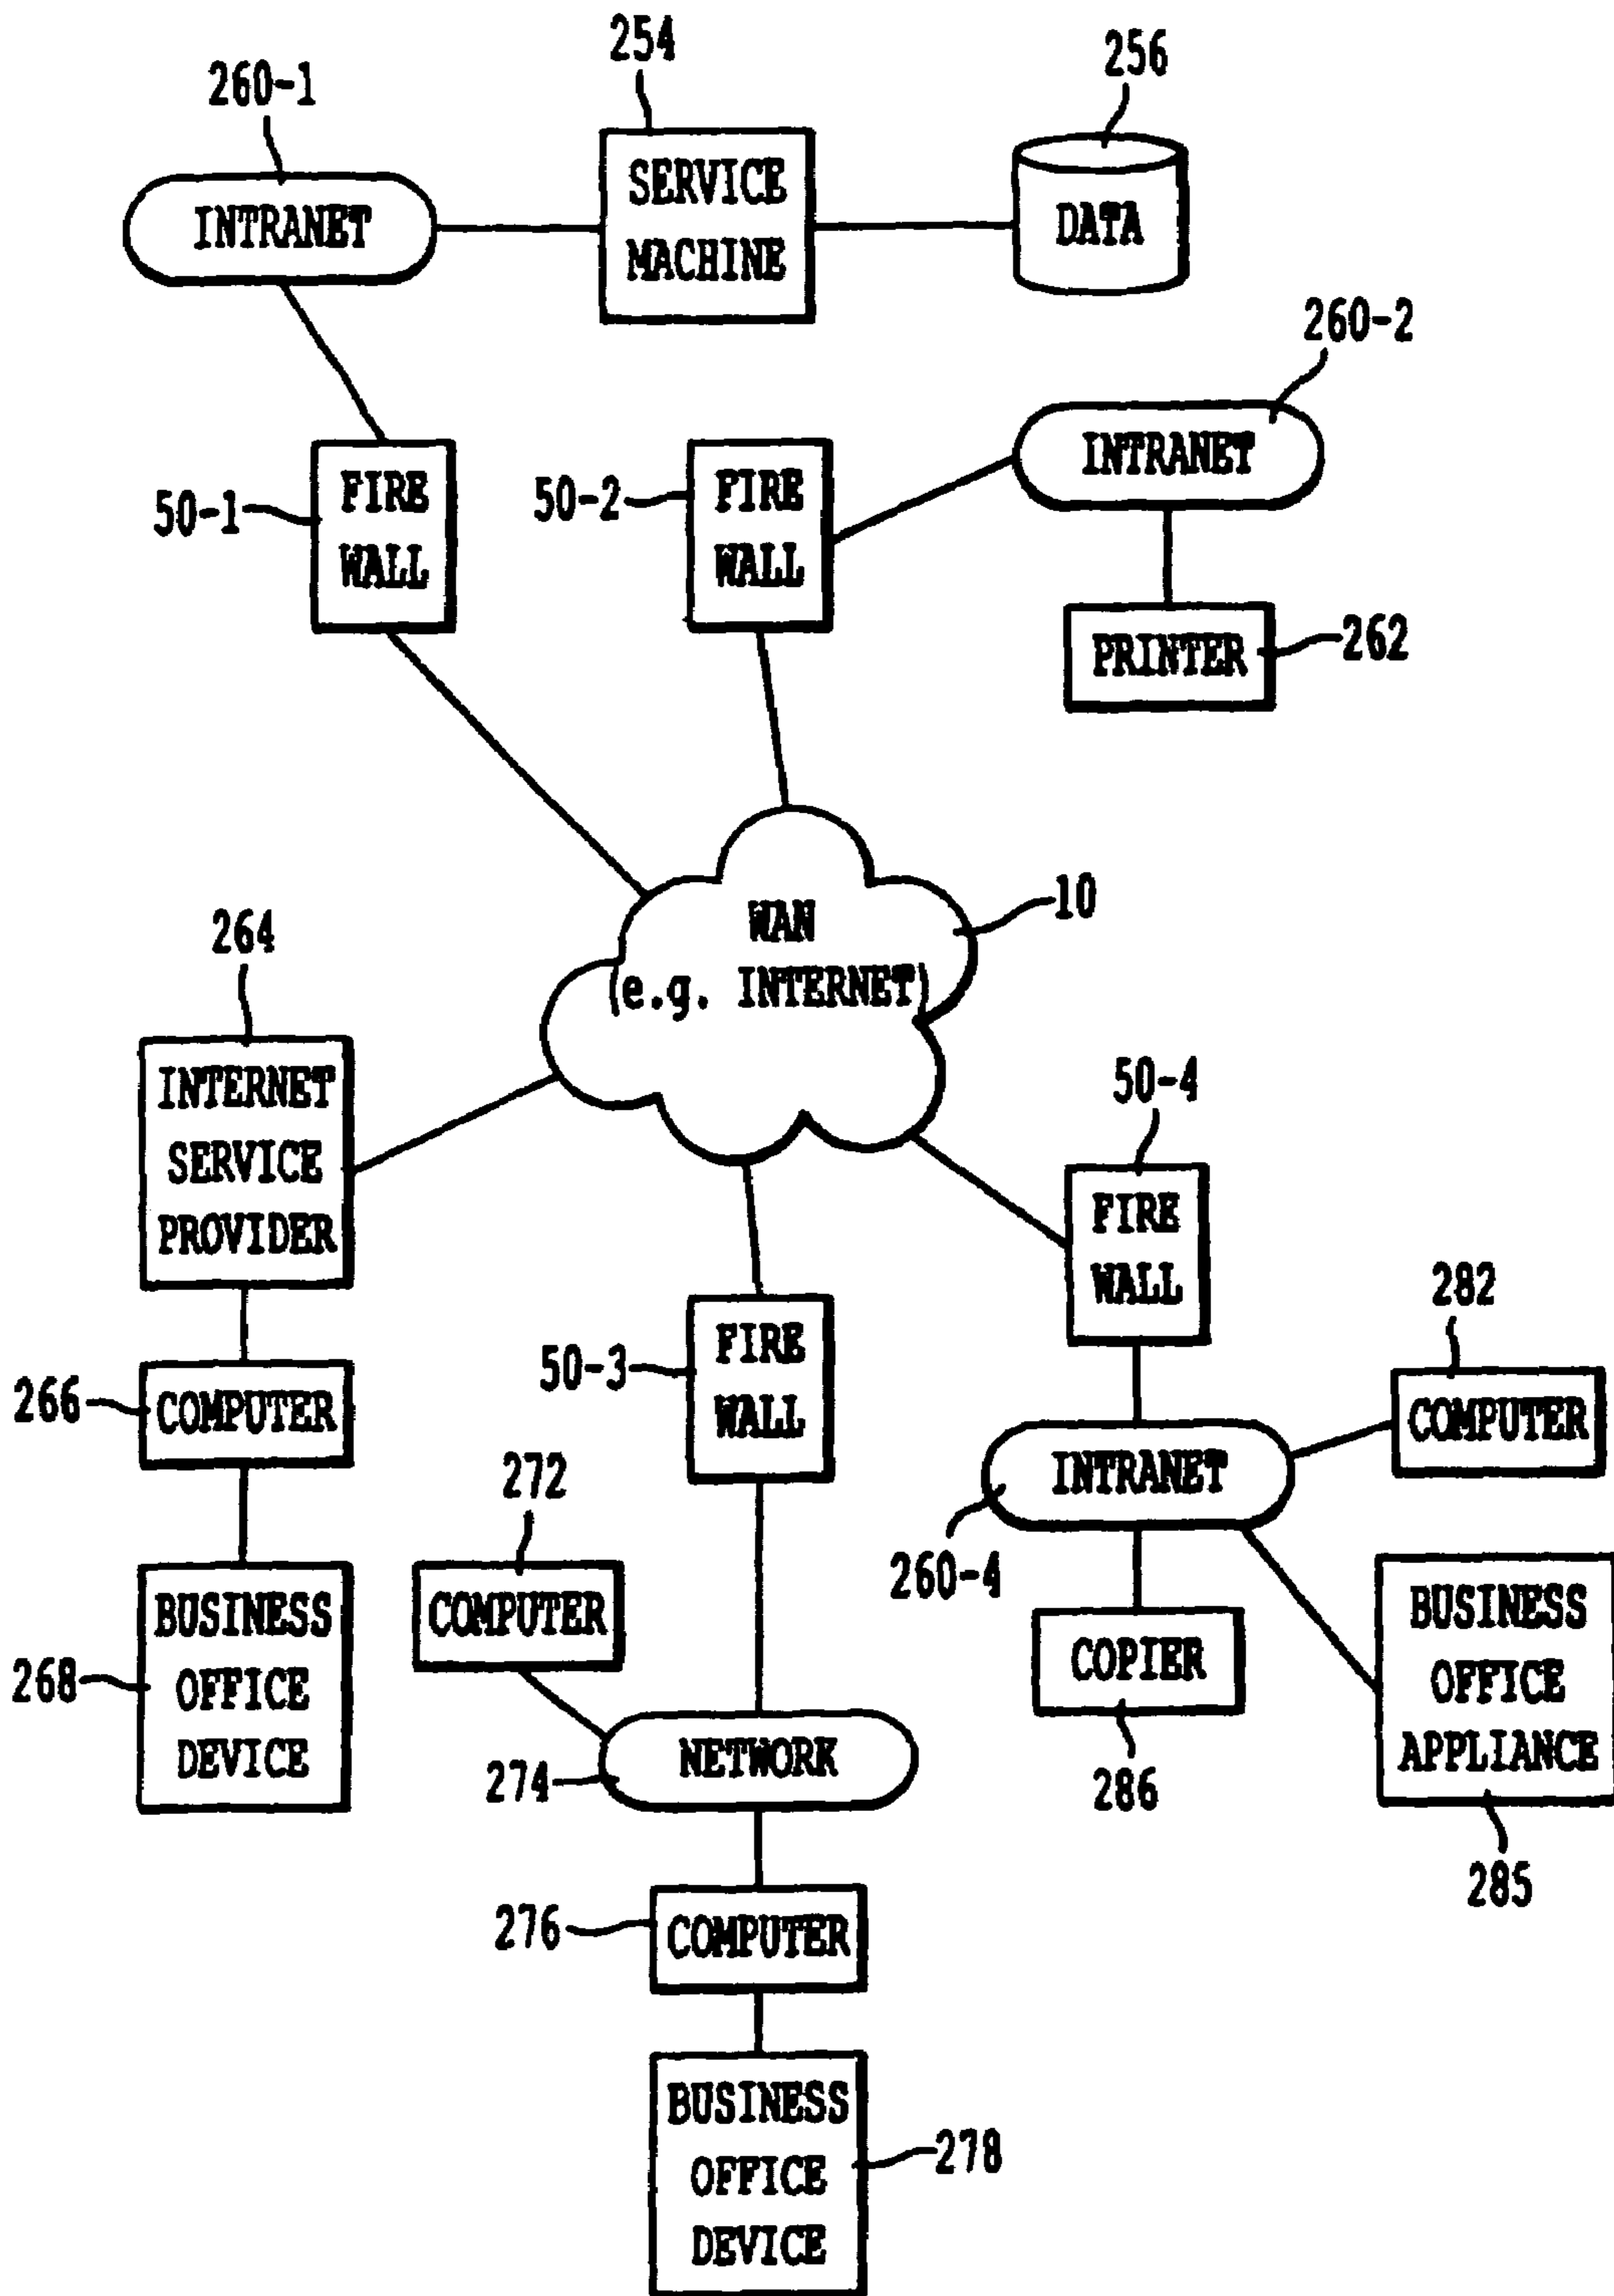 254
256
260-1
SERVICE
MACHINE
INTRANET
DATA
260-2
INTRANET
50-1
FIRE
WALL
50-2
FIRE
WALL
PRINTER
262
10
WAN
(e.g. INTERNET)
264
INTERNET
SERVICE
PROVIDER
50-4
FIRE
WALL
282
COMPUTER
50-3
FIRE
WALL
266
COMPUTER
272
COMPUTER
INTRANET
260-4
268
BUSINESS
OFFICE
DEVICE
COPIER
286
BUSINESS
OFFICE
APPLIANCE
285
NETWORK
274
276
COMPUTER
BUSINESS
OFFICE
DEVICE
278